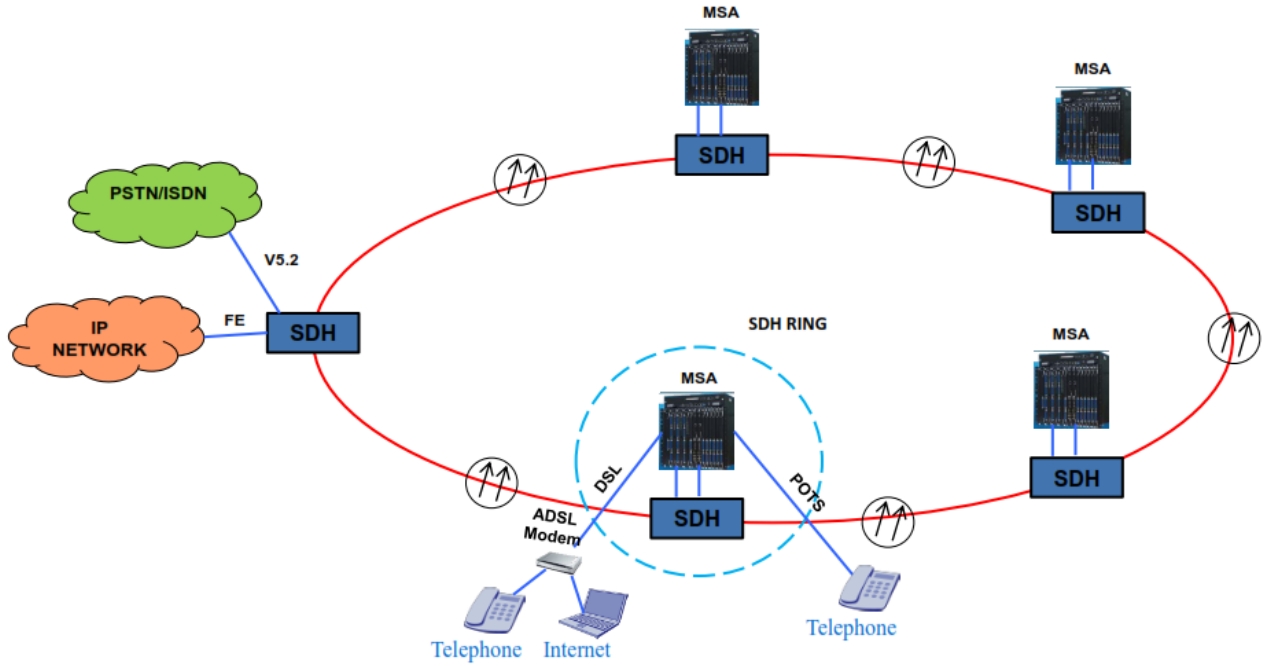 MSA
MSA
SDH
PSTN/ISDN
SDH
V5.2
FE
IP
NETWORK
SDH
SDH RING
MSA
MSA
DSL
POTS
SDH
SDH
ADSL
Modem
Telephone
Telephone
Internet